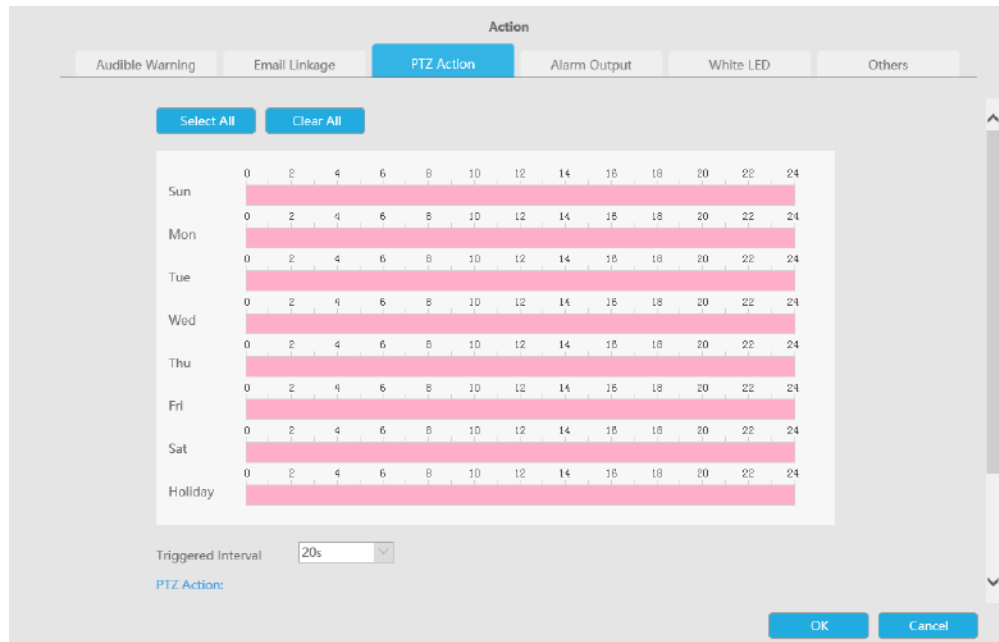 Action
Audible Warning Email Linkage PTZ Action Alarm Output White LED Others
Select All Clear All
0 2 4 6 8 10 12 14 16 18 20 22 24
Sun
0 2 4 6 8 10 12 14 16 18 20 22 24
Mon
0 2 4 6 8 10 12 14 16 18 20 22 24
Tue
0 2 4 6 8 10 12 14 16 18 20 22 24
Wed
0 2 4 6 8 10 12 14 16 18 20 22 24
Thu
0 2 4 6 8 10 12 14 16 18 20 22 24
Fri
0 2 4 6 8 10 12 14 16 18 20 22 24
Sat
0 2 4 6 8 10 12 14 16 18 20 22 24
Holiday
Triggered Interval 20s
PTZ Action:
OK Cancel